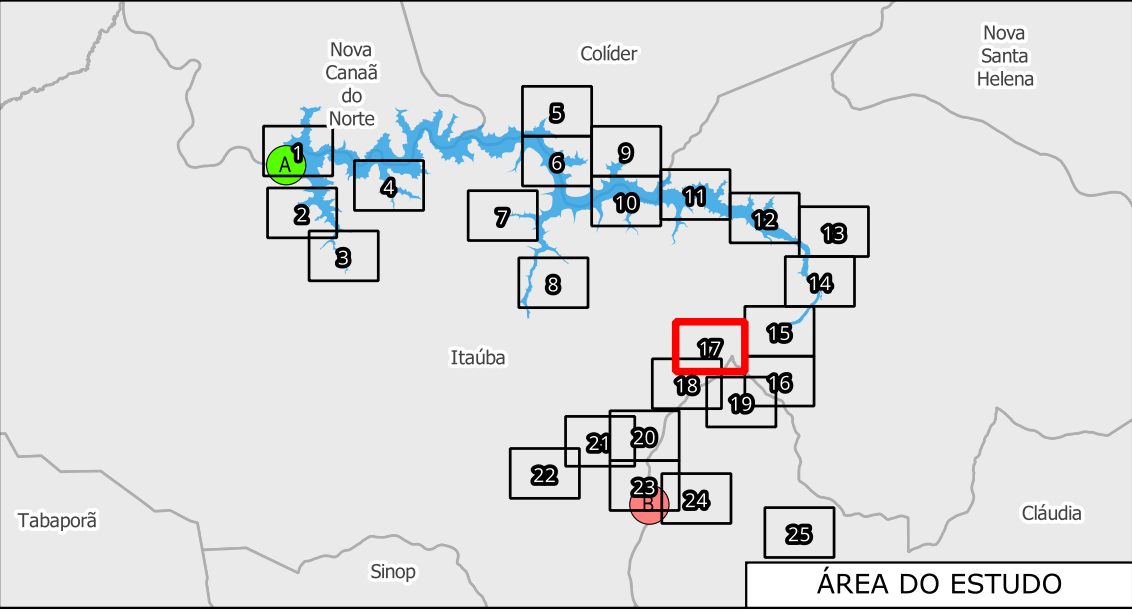 Nova
Canaã
do
Norte
Colíder
Nova
Santa
Helena
5
1
A
6
9
4
2
7
10
11
12
13
3
8
14
15
17
Itaúba
18
16
19
21
20
22
23
B
24
25
Tabaporã
Cláudia
Sinop
ÁREA DO ESTUDO